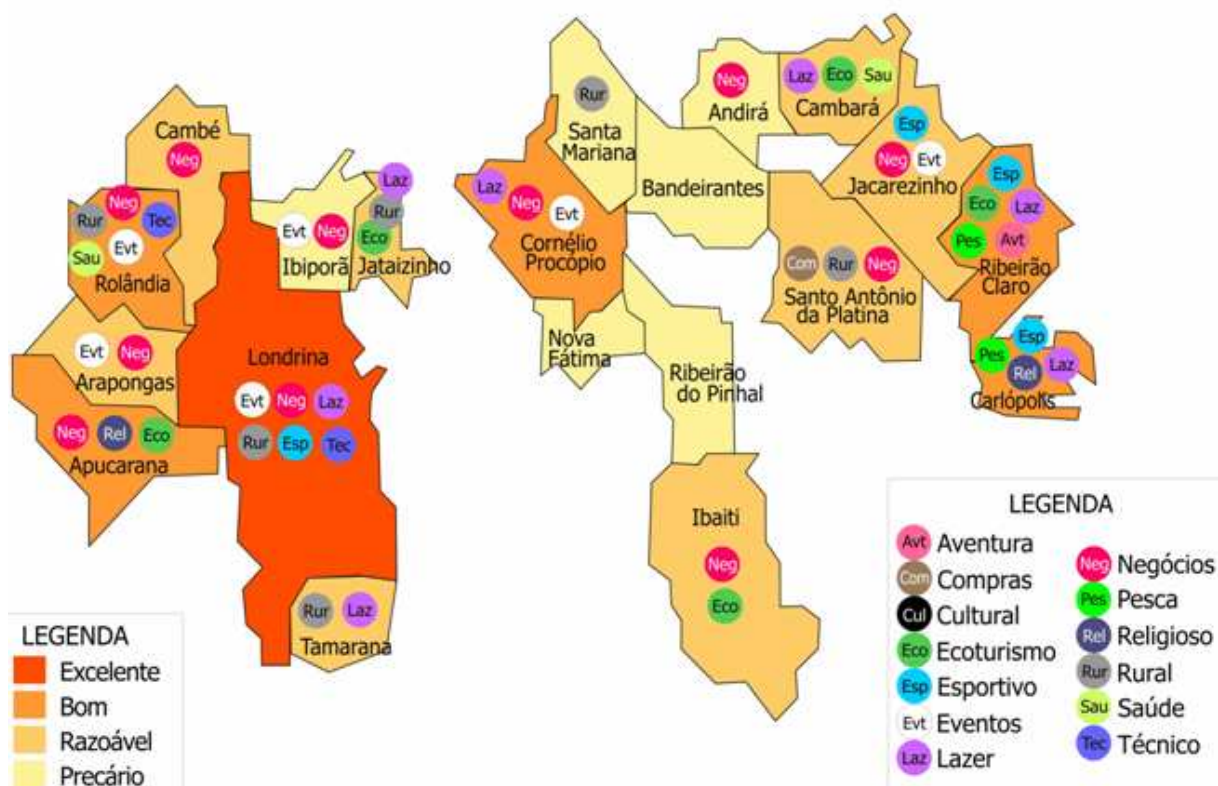 Cambé
Neg
Neg
Rur
Tec
Evt
Sau
Rolândia
Evt
Neg
Ibiporã
Laz
Rur
Eco
Jataizinho
Evt
Neg
Arapongas
Neg
Rel
Eco
Apucarana
Londrina
Evt
Neg
Laz
Rur
Esp
Tec
Rur
Laz
Tamarana
Rur
Santa
Mariana
Neg
Andirá
Laz
Eco
Sau
Cambará
Bandeirantes
Laz
Neg
Evt
Cornélio
Procópio
Esp
Neg
Evt
Jacarezinho
Esp
Eco
Laz
Pes
Avt
Ribeirão
Claro
Com
Rur
Neg
Santo Antônio
da Platina
Nova
Fátima
Ribeirão
do Pinhal
Esp
Pes
Rel
Laz
Carlópolis
Ibaiti
Neg
Eco
LEGENDA
Excelente
Bom
Razoável
Precário
LEGENDA
Avt Aventura
Com Compras
Cul Cultural
Eco Ecoturismo
Esp Esportivo
Evt Eventos
Laz Lazer
Neg Negócios
Pes Pesca
Rel Religioso
Rur Rural
Sau Saúde
Tec Técnico